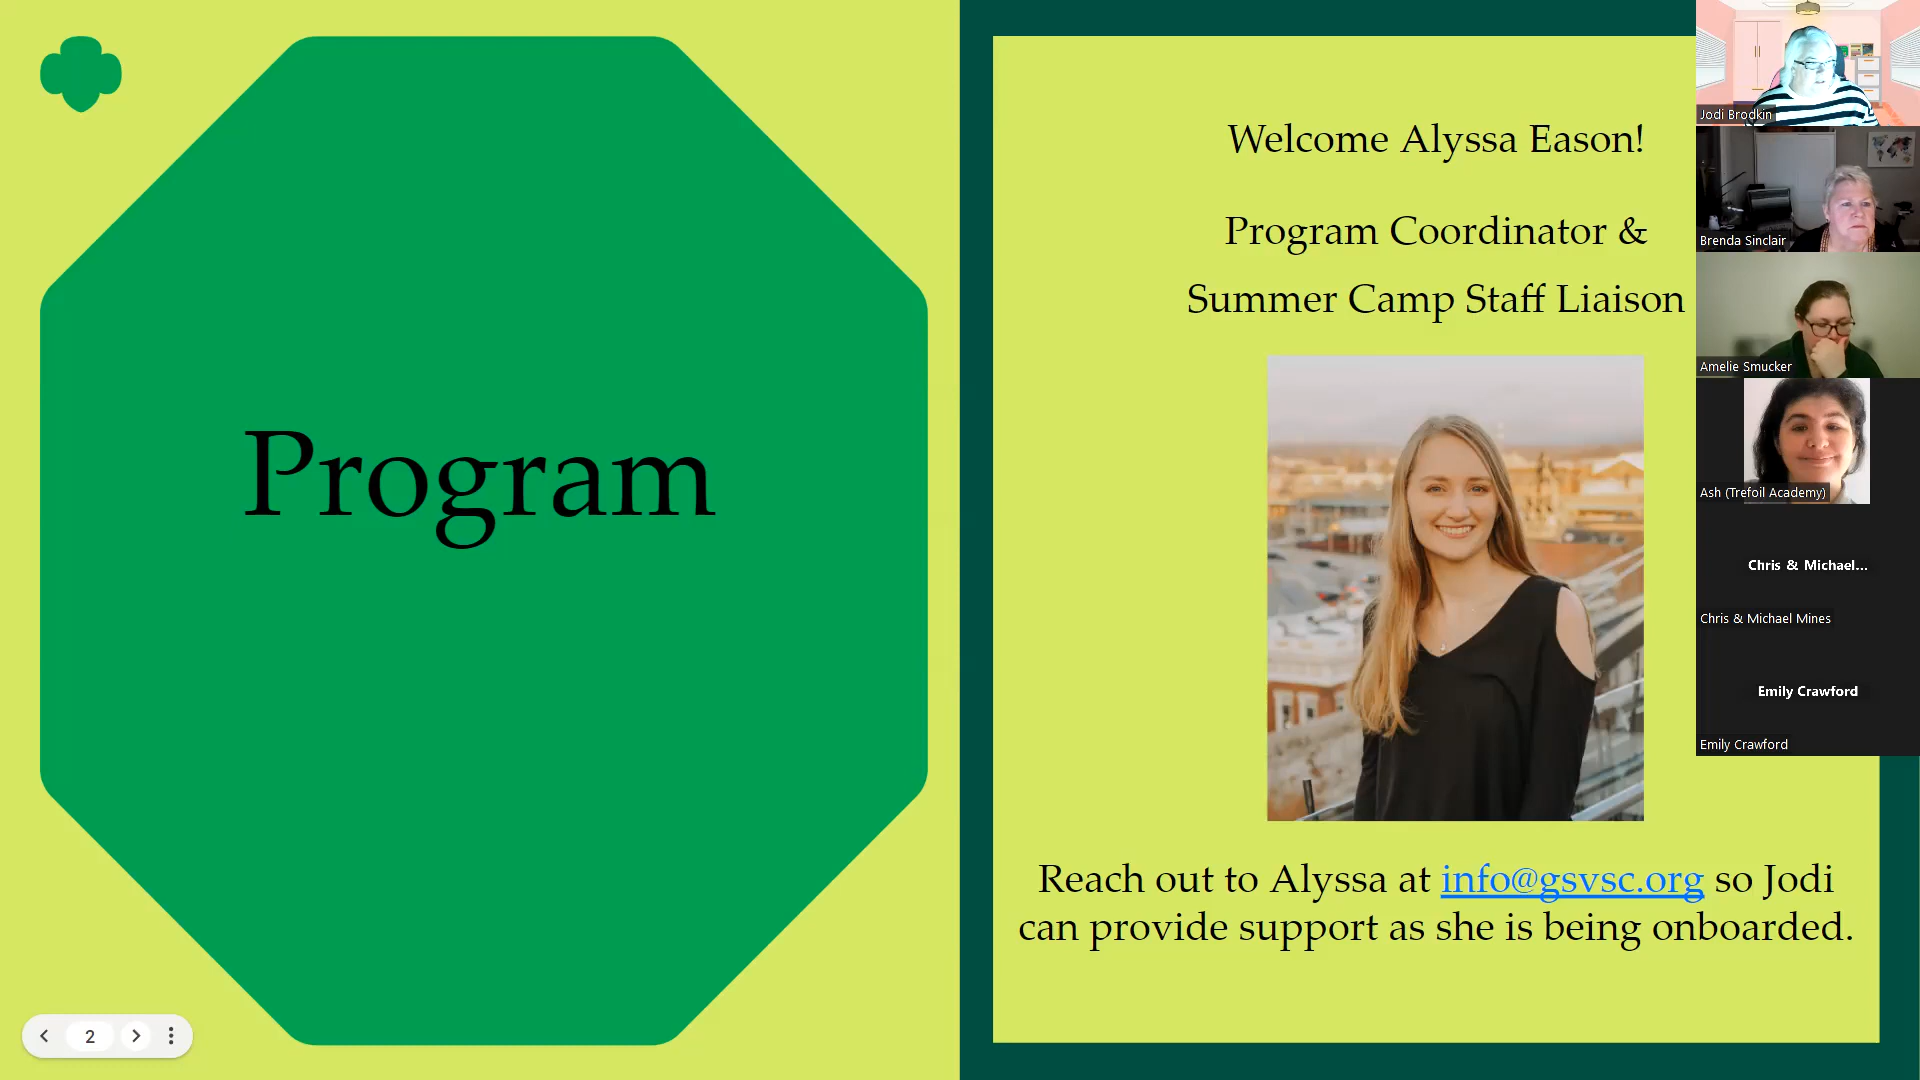 Program
Welcome Alyssa Eason!
Program Coordinator &
Summer Camp Staff Liaison
Reach out to Alyssa at info@gsvsc.org so Jodi
can provide support as she is being onboarded.
2
Jodi Brodkin
Brenda Sinclair
Amelie Smucker
Ash (Trefoil Academy)
Chris & Michael...
Chris & Michael Mines
Emily Crawford
Emily Crawford